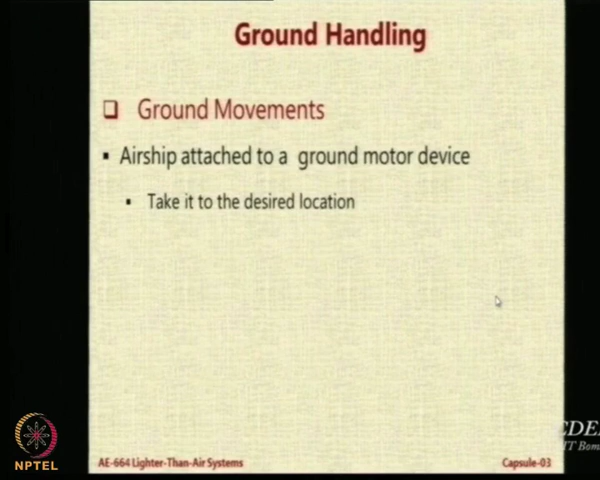 Ground Handling
Ground Movements
Airship attached to a ground motor device
Take it to the desired location
NPTEL
AE-664 Lighter-Than-Air Systems
Capsule-03